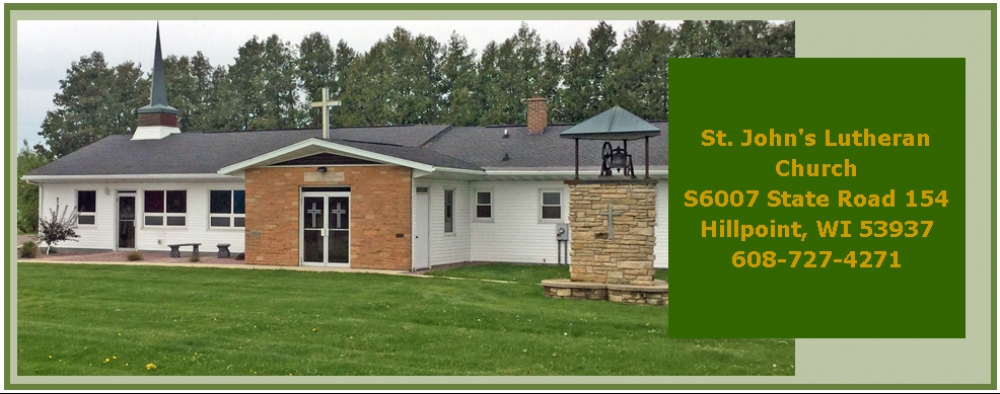 St. John's Lutheran
Church
S6007 State Road 154
Hillpoint, WI 53937
608-727-4271